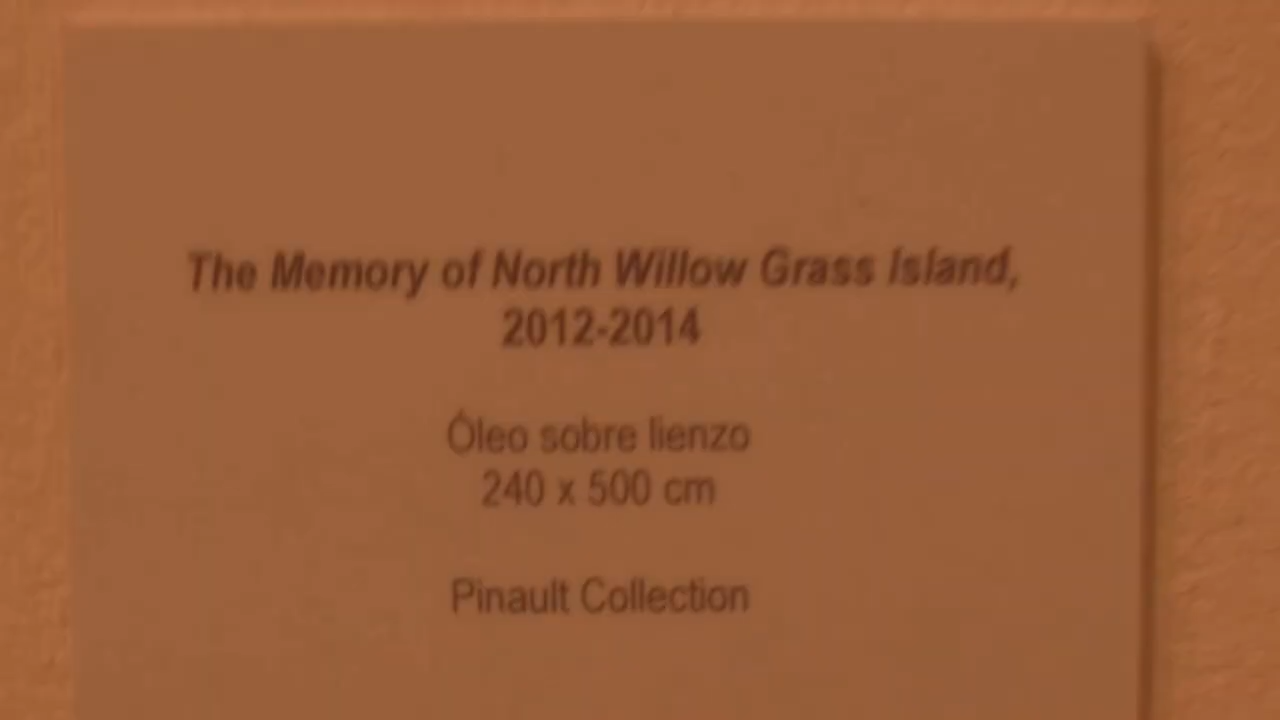 The Memory of North Willow Grass Island,
2012-2014
Óleo sobre lienzo
240 x 500 cm
Pinault Collection